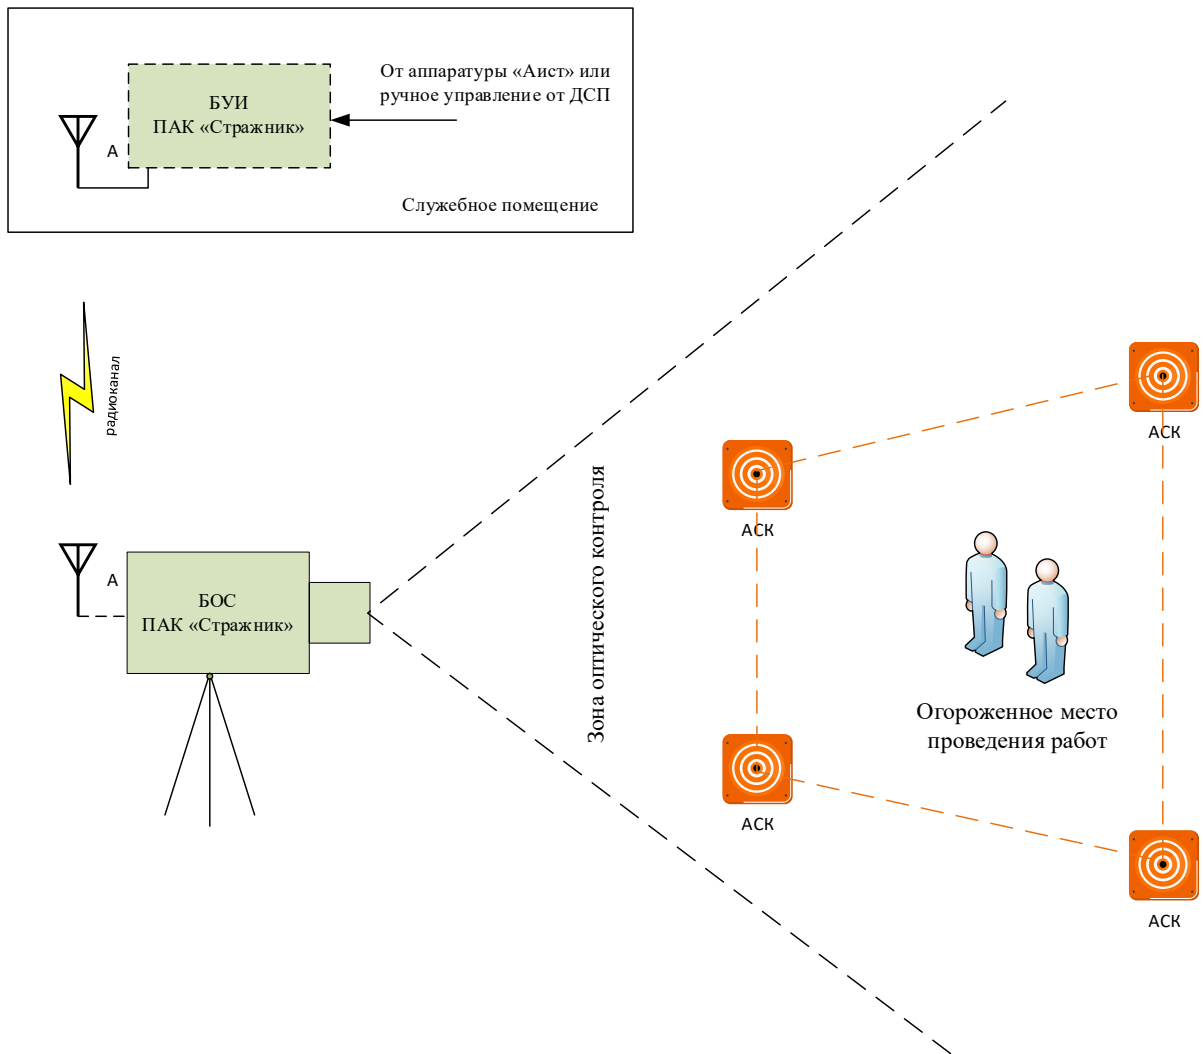 От аппаратуры «Аист» или
ручное управление от ДСП
БУИ
ПАК «Стражник»
А
Служебное помещение
радиоканал
А
БОС
ПАК «Стражник»
Зона оптического контроля
АСК
АСК
АСК
АСК
Огороженное место
проведения работ